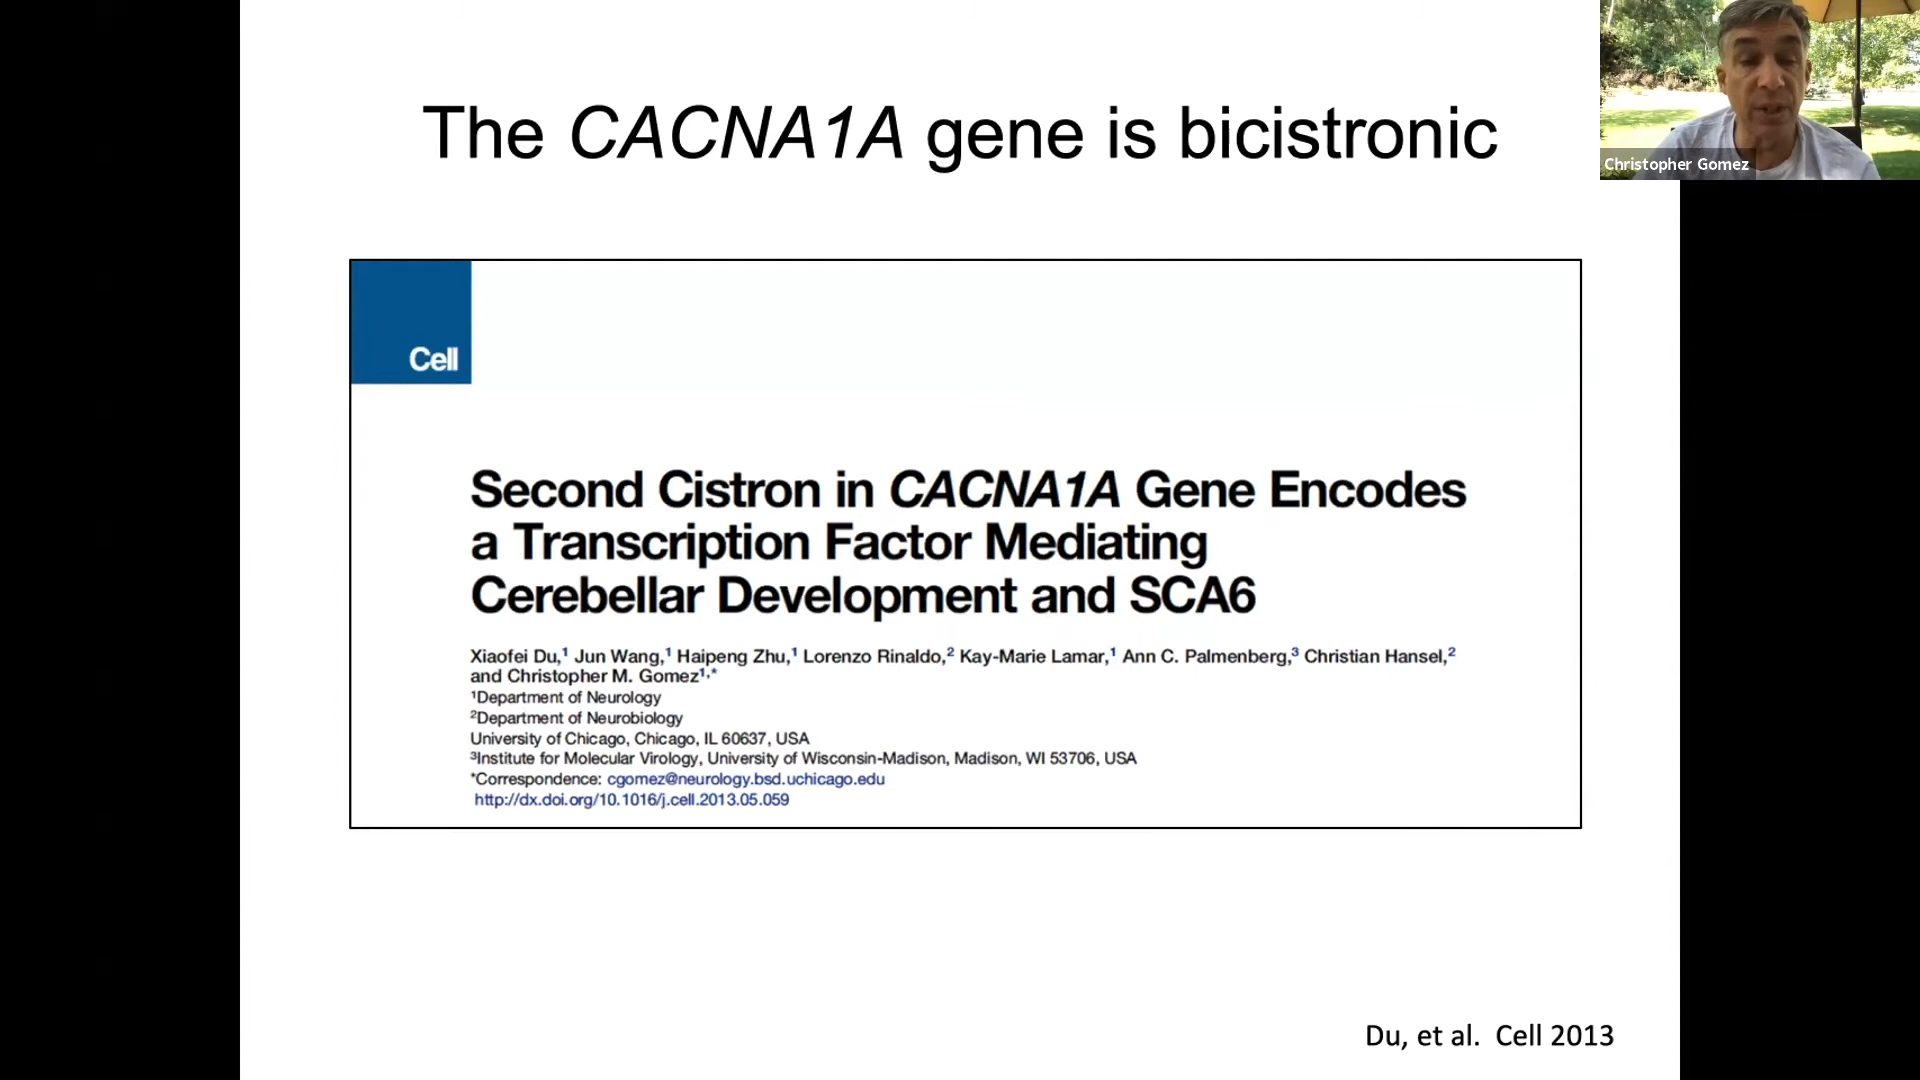 The CACNA1A gene is bicistronic
Christopher Gomez
Cell
Second Cistron in CACNA1A Gene Encodes
a Transcription Factor Mediating
Cerebellar Development and SCA6
Xiaofei Du,¹ Jun Wang,¹ Haipeng Zhu,¹ Lorenzo Rinaldo,² Kay-Marie Lamar,¹ Ann C. Palmenberg,³ Christian Hansel,²
and Christopher M. Gomez¹,*
¹Department of Neurology
²Department of Neurobiology
University of Chicago, Chicago, IL 60637, USA
³Institute for Molecular Virology, University of Wisconsin-Madison, Madison, WI 53706, USA
*Correspondence: cgomez@neurology.bsd.uchicago.edu
http://dx.doi.org/10.1016/j.cell.2013.05.059
Du, et al. Cell 2013